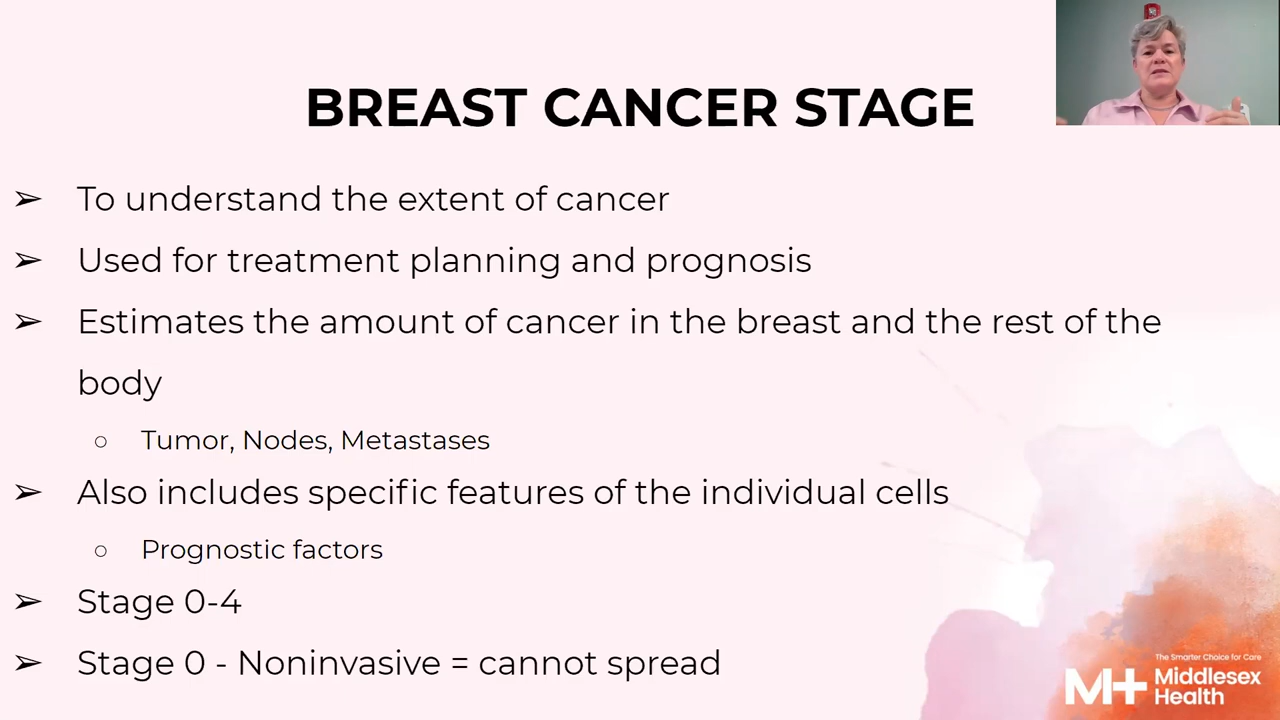 BREAST CANCER STAGE
➢ To understand the extent of cancer
➢ Used for treatment planning and prognosis
➢ Estimates the amount of cancer in the breast and the rest of the
body
○ Tumor, Nodes, Metastases
➢ Also includes specific features of the individual cells
○ Prognostic factors
➢ Stage 0-4
➢ Stage 0 - Noninvasive = cannot spread
The Smarter Choice for Care
M+ Middlesex
Health